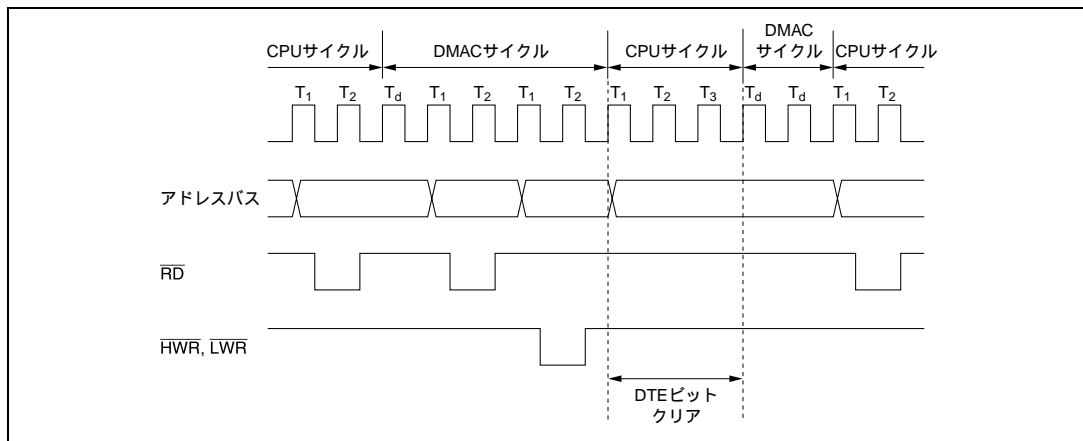 CPUサイクル DMACサイクル CPUサイクル DMAC サイクル CPUサイクル
T1 T2 Td T1 T2 T1 T2 T1 T2 T3 Td Td T1 T2
アドレスバス
RD
HWR, LWR
DTEビット
クリア